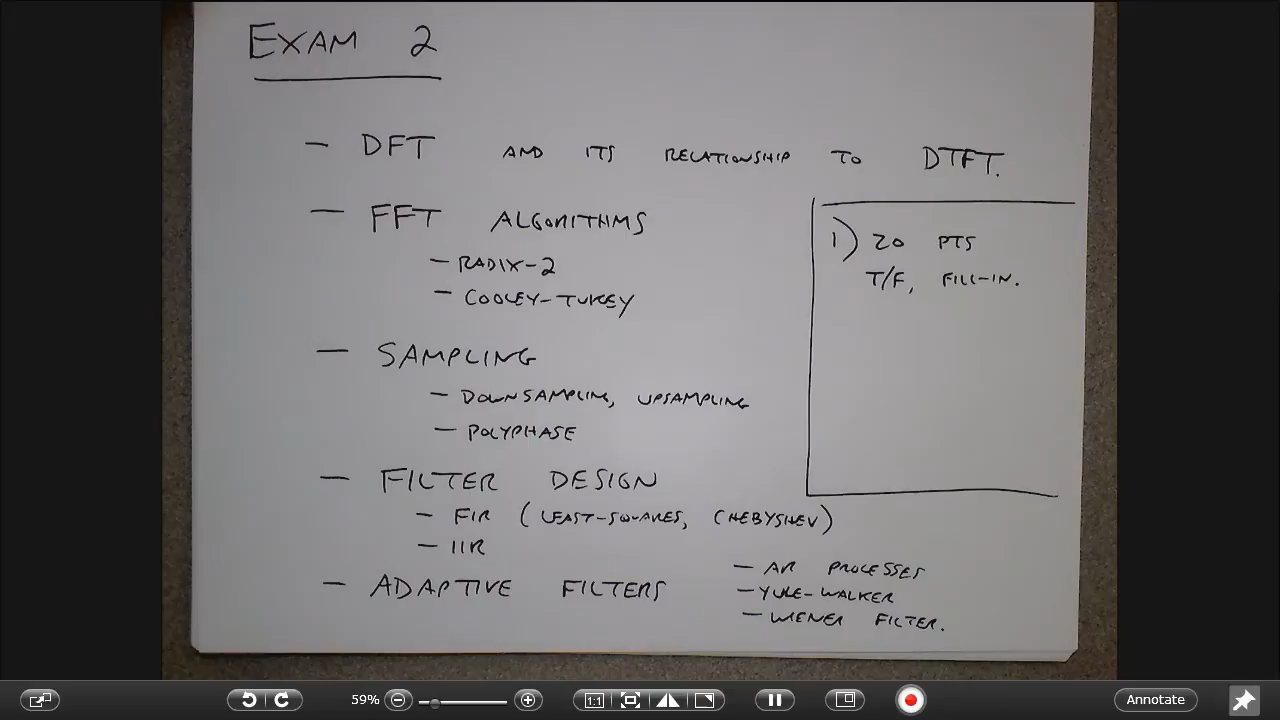 EXAM 2
- DFT AND ITS RELATIONSHIP TO DTFT.
- FFT ALGORITHMS
- RADIX-2
- COOLEY-TUKEY
1) 20 PTS
T/F, FILL-IN.
- SAMPLING
- DOWNSAMPLING, UPSAMPLING
- POLYPHASE
- FILTER DESIGN
- FIR (LEAST-SQUARES, CHEBYSHEV)
- IIR
- ADAPTIVE FILTERS
- AR PROCESSES
- YULE-WALKER
- WIENER FILTER.
59%
1:1
Annotate